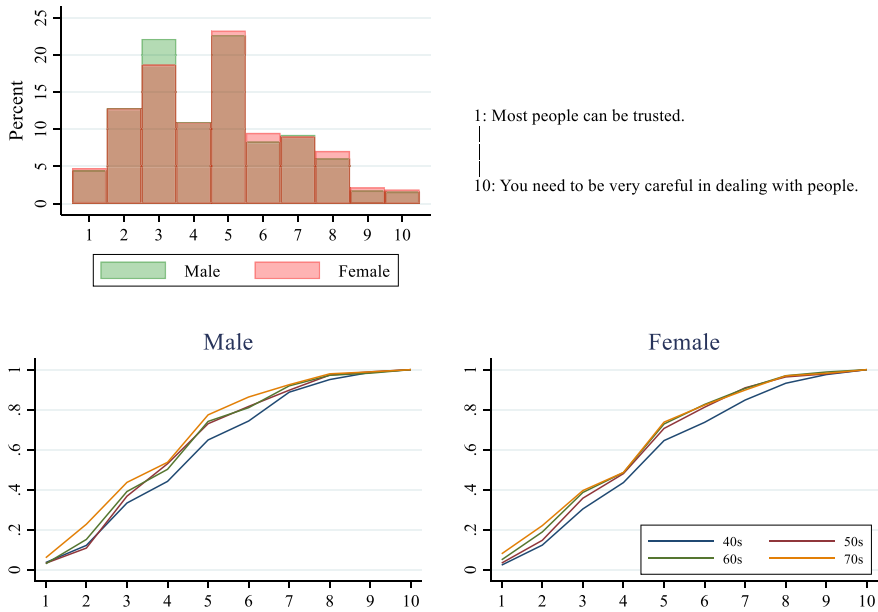 25
20
15
10
5
0
Percent
1 2 3 4 5 6 7 8 9 10
Male Female
1: Most people can be trusted.
10: You need to be very careful in dealing with people.
Male
1
.8
.6
.4
.2
0
1 2 3 4 5 6 7 8 9 10
Female
1
.8
.6
.4
.2
0
40s 50s
60s 70s
1 2 3 4 5 6 7 8 9 10